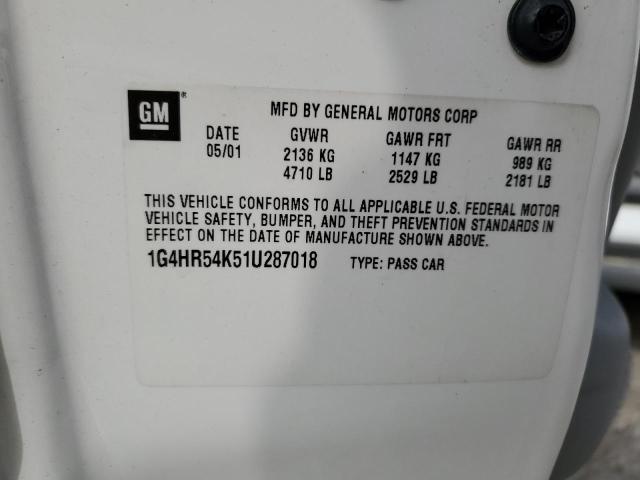 GM®
MFD BY GENERAL MOTORS CORP
DATE GVWR GAWR FRT GAWR RR
05/01 2136 KG 1147 KG 989 KG
4710 LB 2529 LB 2181 LB
THIS VEHICLE CONFORMS TO ALL APPLICABLE U.S. FEDERAL MOTOR
VEHICLE SAFETY, BUMPER, AND THEFT PREVENTION STANDARDS IN
EFFECT ON THE DATE OF MANUFACTURE SHOWN ABOVE.
1G4HR54K51U287018 TYPE: PASS CAR